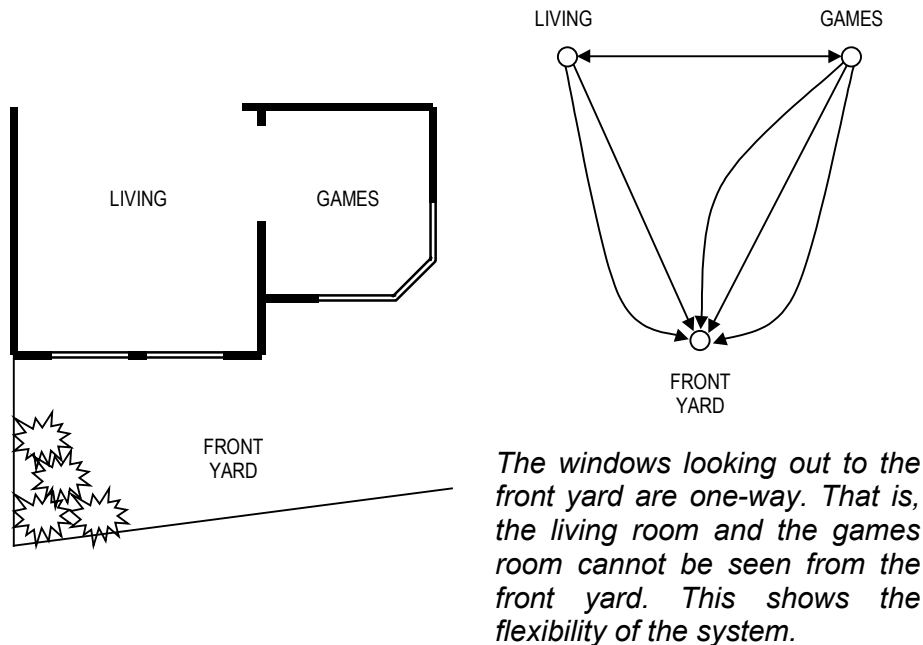 LIVING
GAMES
FRONT
YARD
LIVING
GAMES
FRONT
YARD
The windows looking out to the
front yard are one-way. That is,
the living room and the games
room cannot be seen from the
front yard. This shows the
flexibility of the system.